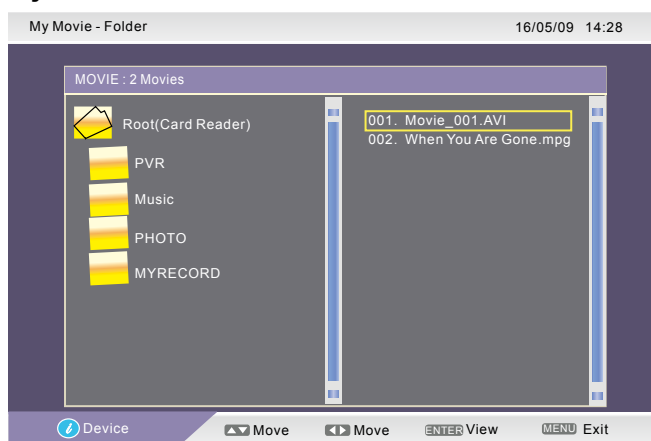 My Movie - Folder 16/05/09 14:28
MOVIE : 2 Movies
Root(Card Reader)
PVR
Music
PHOTO
MYRECORD
001. Movie_001.AVI
002. When You Are Gone.mpg
i Device Move Move ENTER View MENU Exit